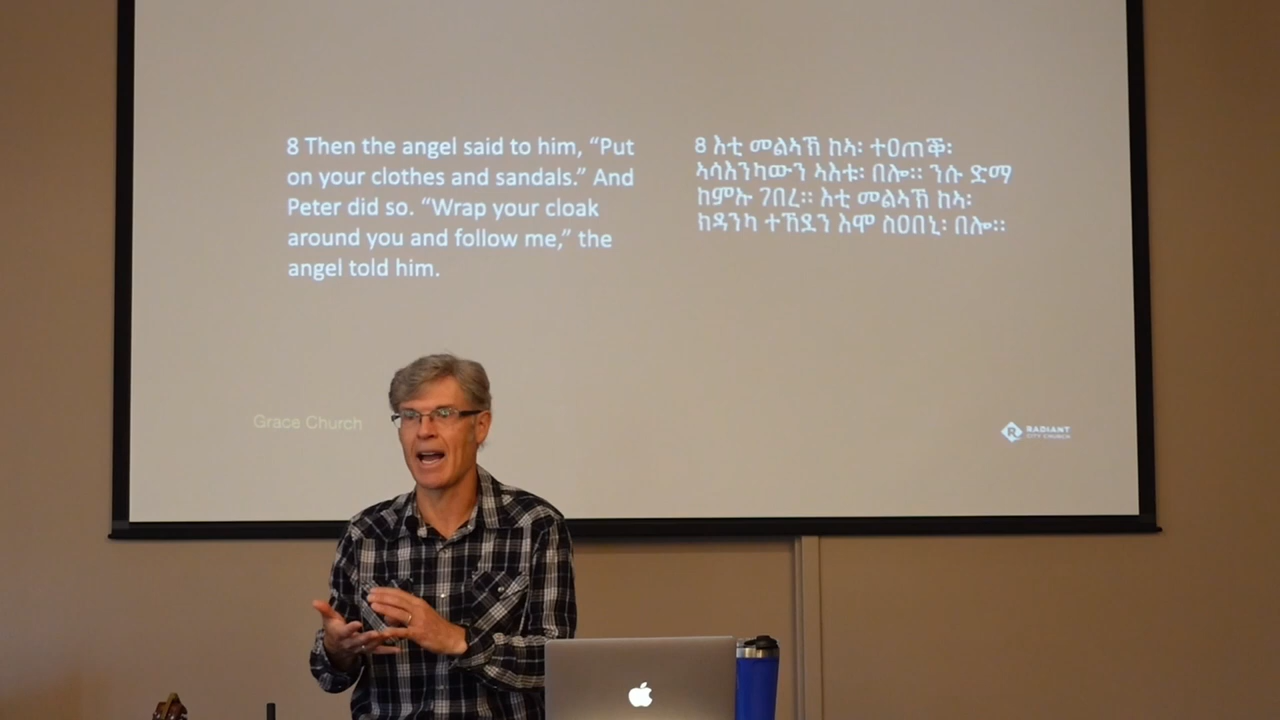 8 Then the angel said to him, “Put
on your clothes and sandals.” And
Peter did so. “Wrap your cloak
around you and follow me,” the
angel told him.
8 እቲ መልኣኽ ከኣ፡ ተዐጠቕ፡
ኣሳእንካውን ኣእቱ፡ በሎ። ንሱ ድማ
ከምኡ ገበረ። እቲ መልኣኽ ከኣ፡
ክዳንካ ተኸደን እሞ ስዐበኒ፡ በሎ።
Grace Church
RADIANT
CITY CHURCH
R